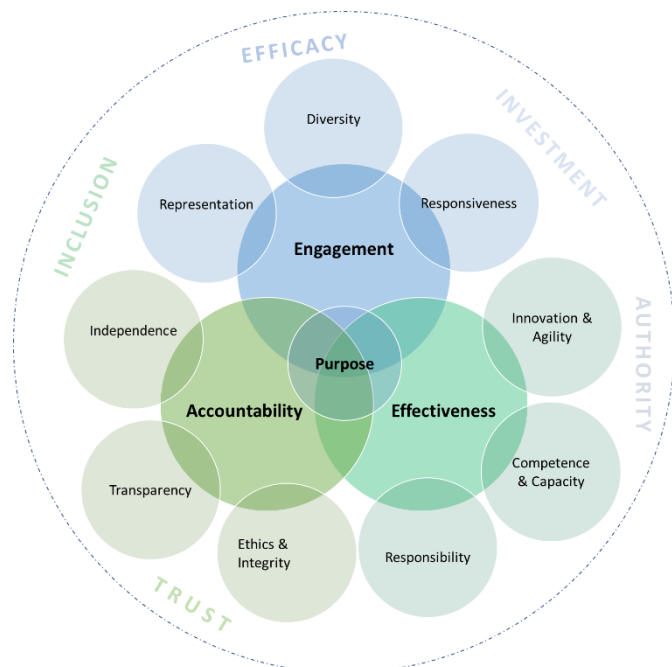 EFFICACY
INVESTMENT
INCLUSION
AUTHORITY
TRUST
Diversity
Representation
Responsiveness
Engagement
Independence
Innovation &
Agility
Purpose
Accountability
Effectiveness
Transparency
Competence
& Capacity
Ethics &
Integrity
Responsibility